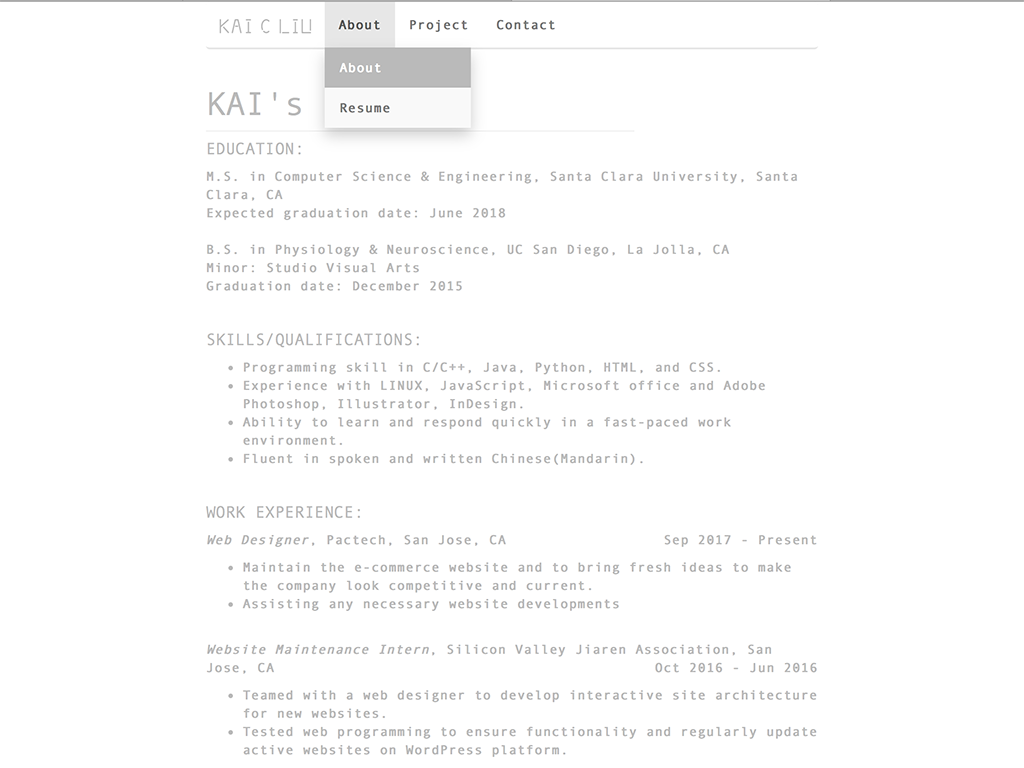 KAI C LIU About Project Contact
About
Resume
KAI's
EDUCATION:
M.S. in Computer Science & Engineering, Santa Clara University, Santa
Clara, CA
Expected graduation date: June 2018
B.S. in Physiology & Neuroscience, UC San Diego, La Jolla, CA
Minor: Studio Visual Arts
Graduation date: December 2015
SKILLS/QUALIFICATIONS:
• Programming skill in C/C++, Java, Python, HTML, and CSS.
• Experience with LINUX, JavaScript, Microsoft office and Adobe
Photoshop, Illustrator, InDesign.
• Ability to learn and respond quickly in a fast-paced work
environment.
• Fluent in spoken and written Chinese(Mandarin).
WORK EXPERIENCE:
Web Designer, Pactech, San Jose, CA Sep 2017 - Present
• Maintain the e-commerce website and to bring fresh ideas to make
the company look competitive and current.
• Assisting any necessary website developments
Website Maintenance Intern, Silicon Valley Jiaren Association, San
Jose, CA Oct 2016 - Jun 2016
• Teamed with a web designer to develop interactive site architecture
for new websites.
• Tested web programming to ensure functionality and regularly update
active websites on WordPress platform.